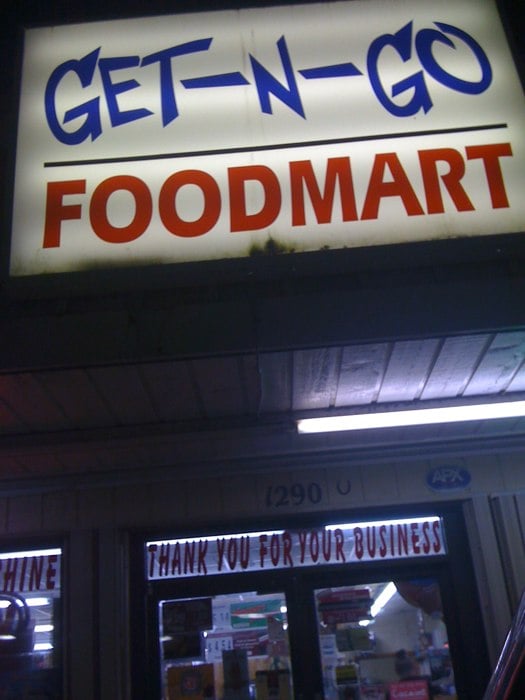 GET-N-GO
FOODMART
1290
APX
THANK YOU FOR YOUR BUSINESS
HINE